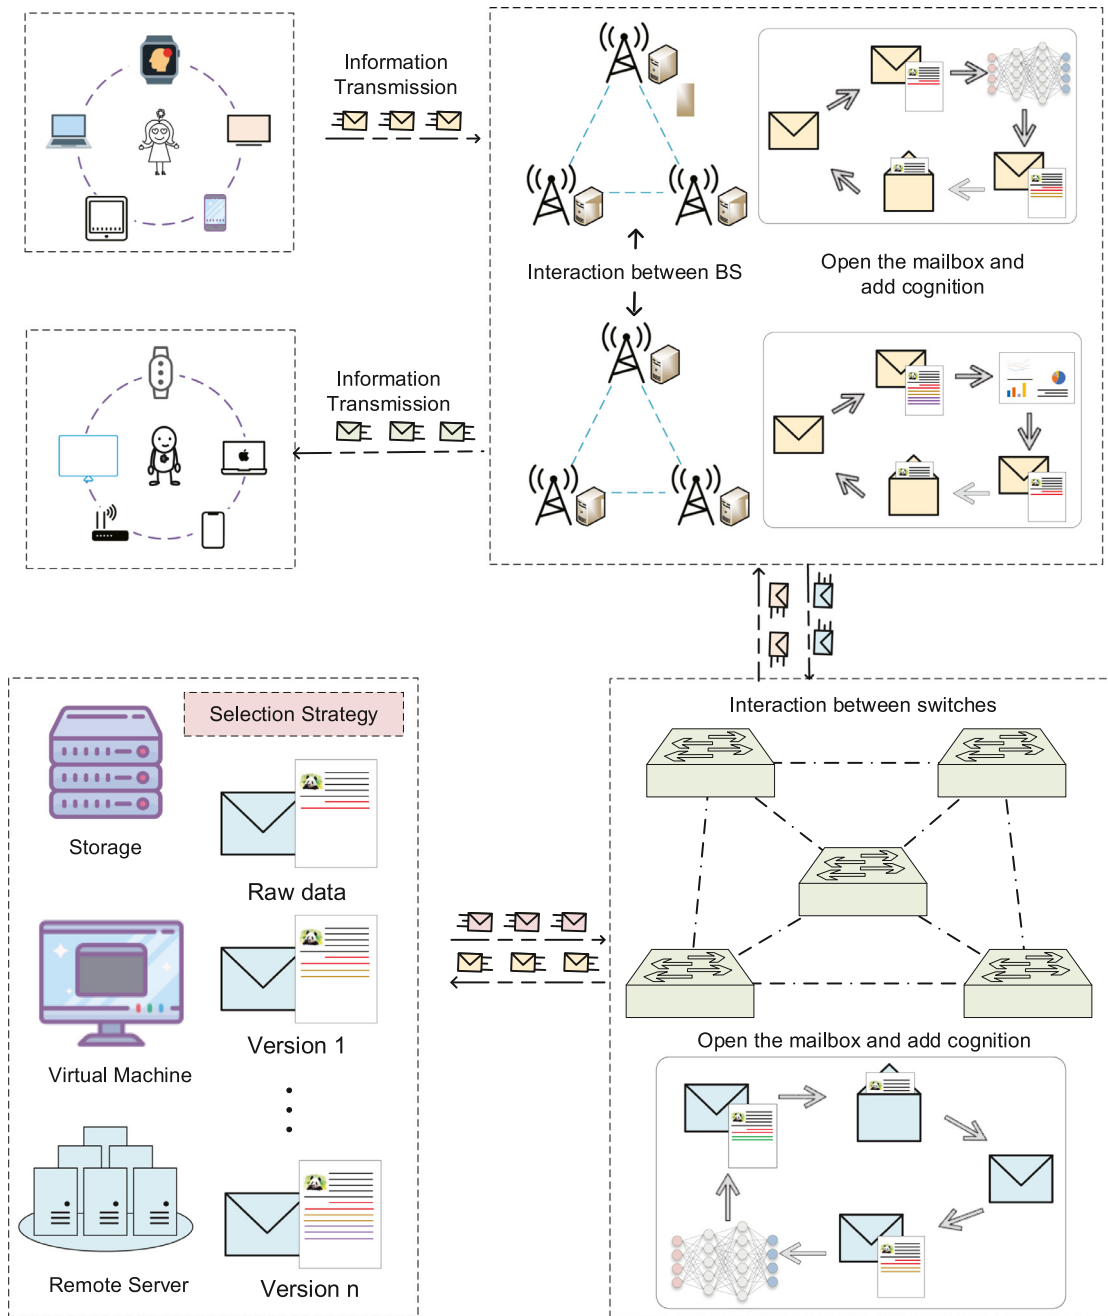 Information
Transmission
Interaction between BS
Open the mailbox and
add cognition
Information
Transmission
Selection Strategy
Storage
Raw data
Virtual Machine
Version 1
Remote Server
Version n
Interaction between switches
Open the mailbox and add cognition